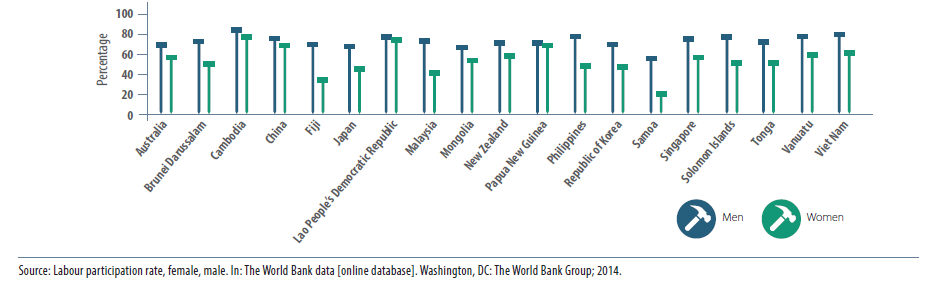 Percentage
100
80
60
40
20
0
Australia
Brunei Darussalam
Cambodia
China
Fiji
Japan
Lao People's Democratic Republic
Malaysia
Mongolia
New Zealand
Papua New Guinea
Philippines
Republic of Korea
Samoa
Singapore
Solomon Islands
Tonga
Vanuatu
Viet Nam
Men
Women
Source: Labour participation rate, female, male. In: The World Bank data [online database]. Washington, DC: The World Bank Group; 2014.